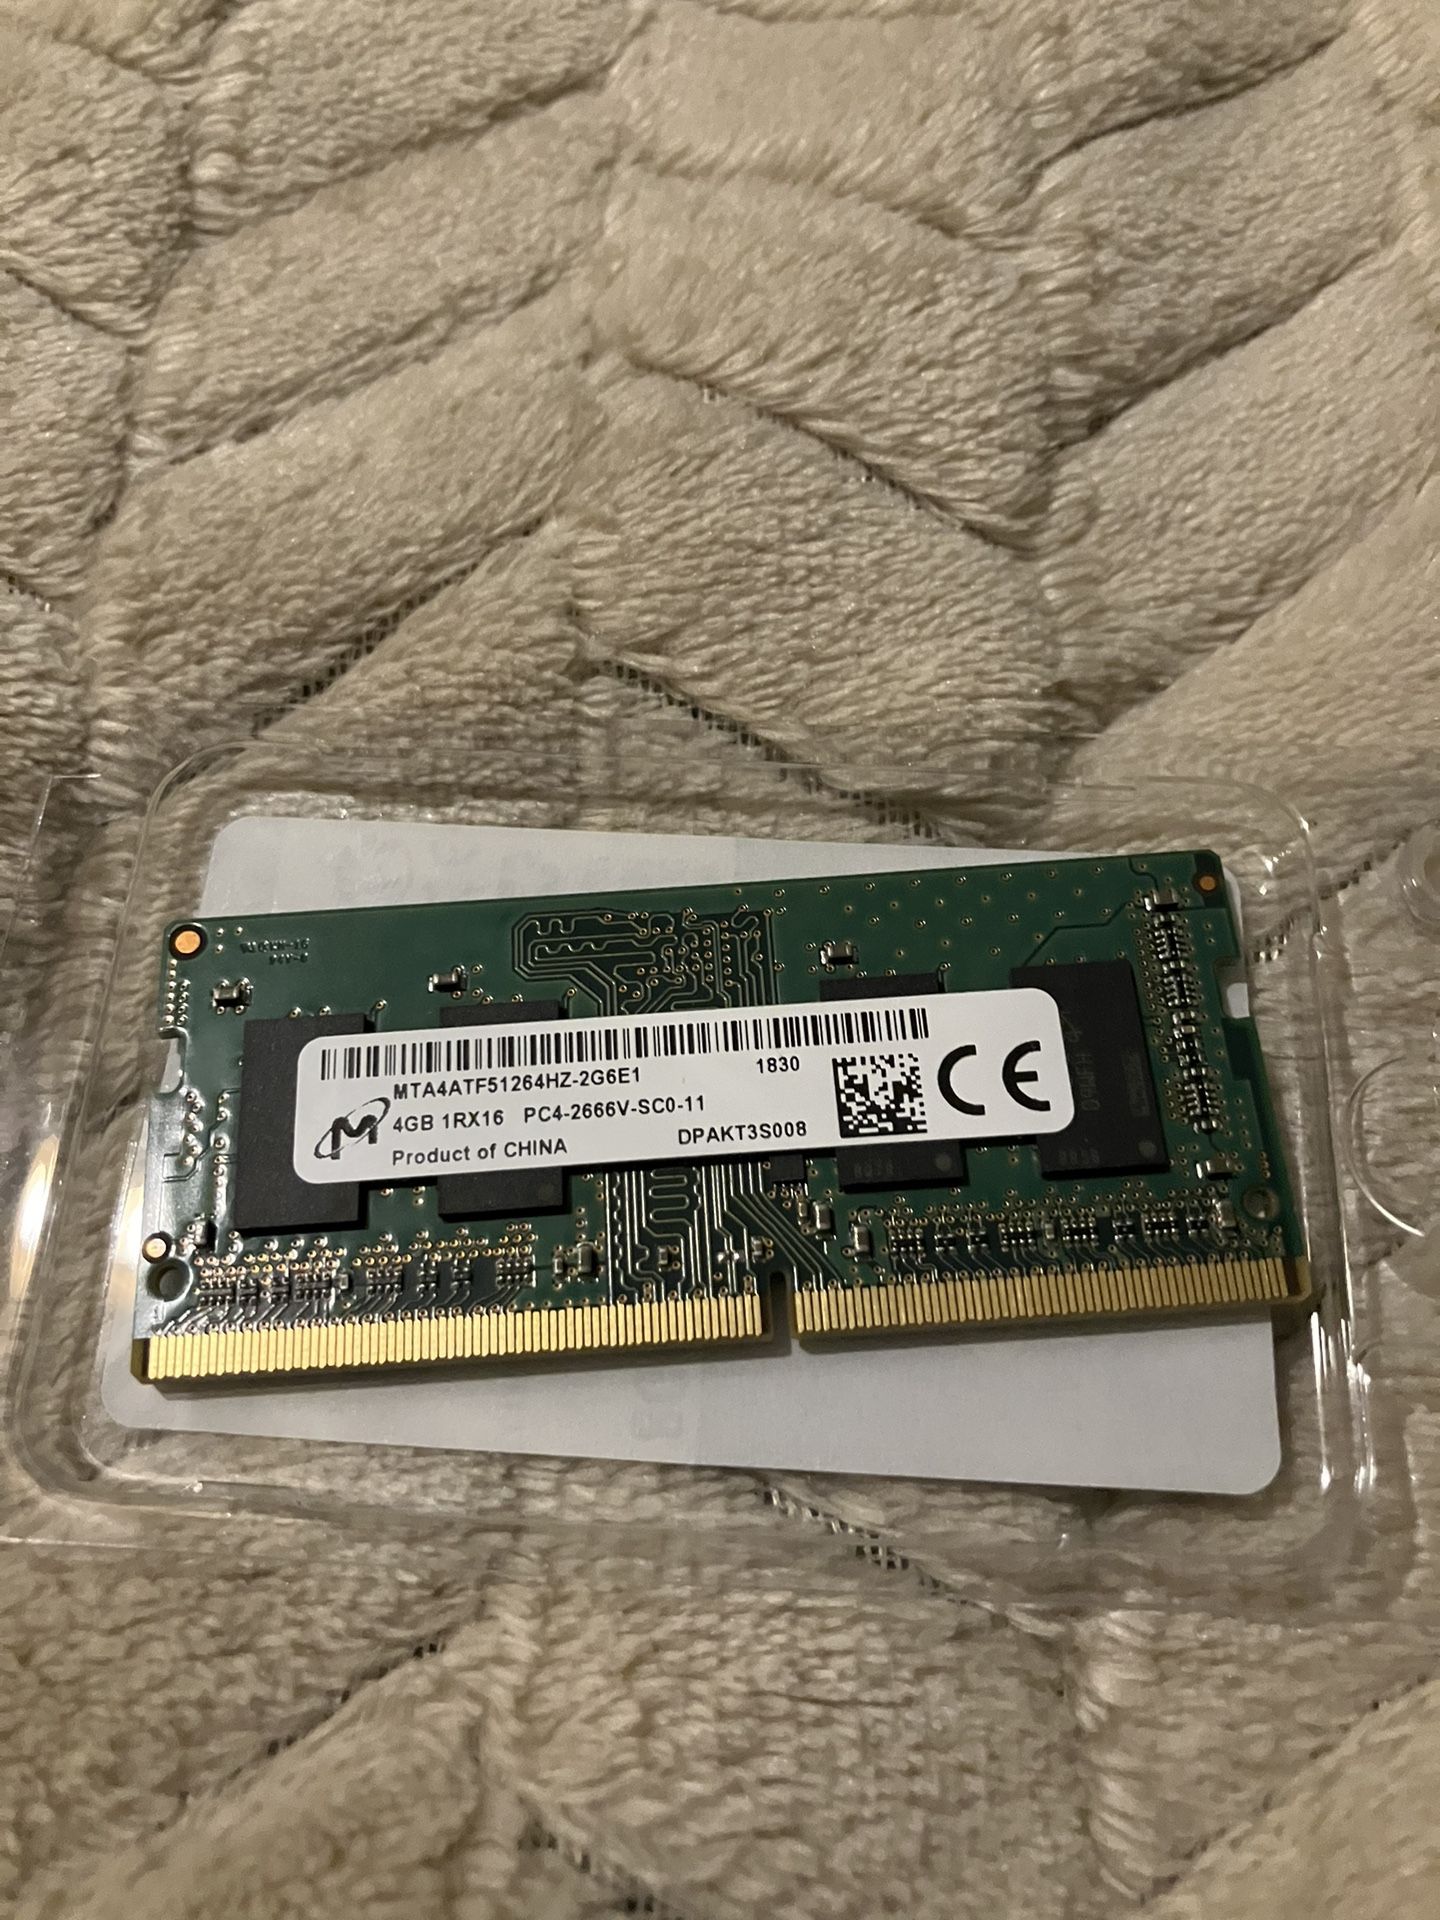 MTA4ATF51264HZ-2G6E1
1830
4GB 1RX16 PC4-2666V-SC0-11
Product of CHINA
DPAKT3S008
CE